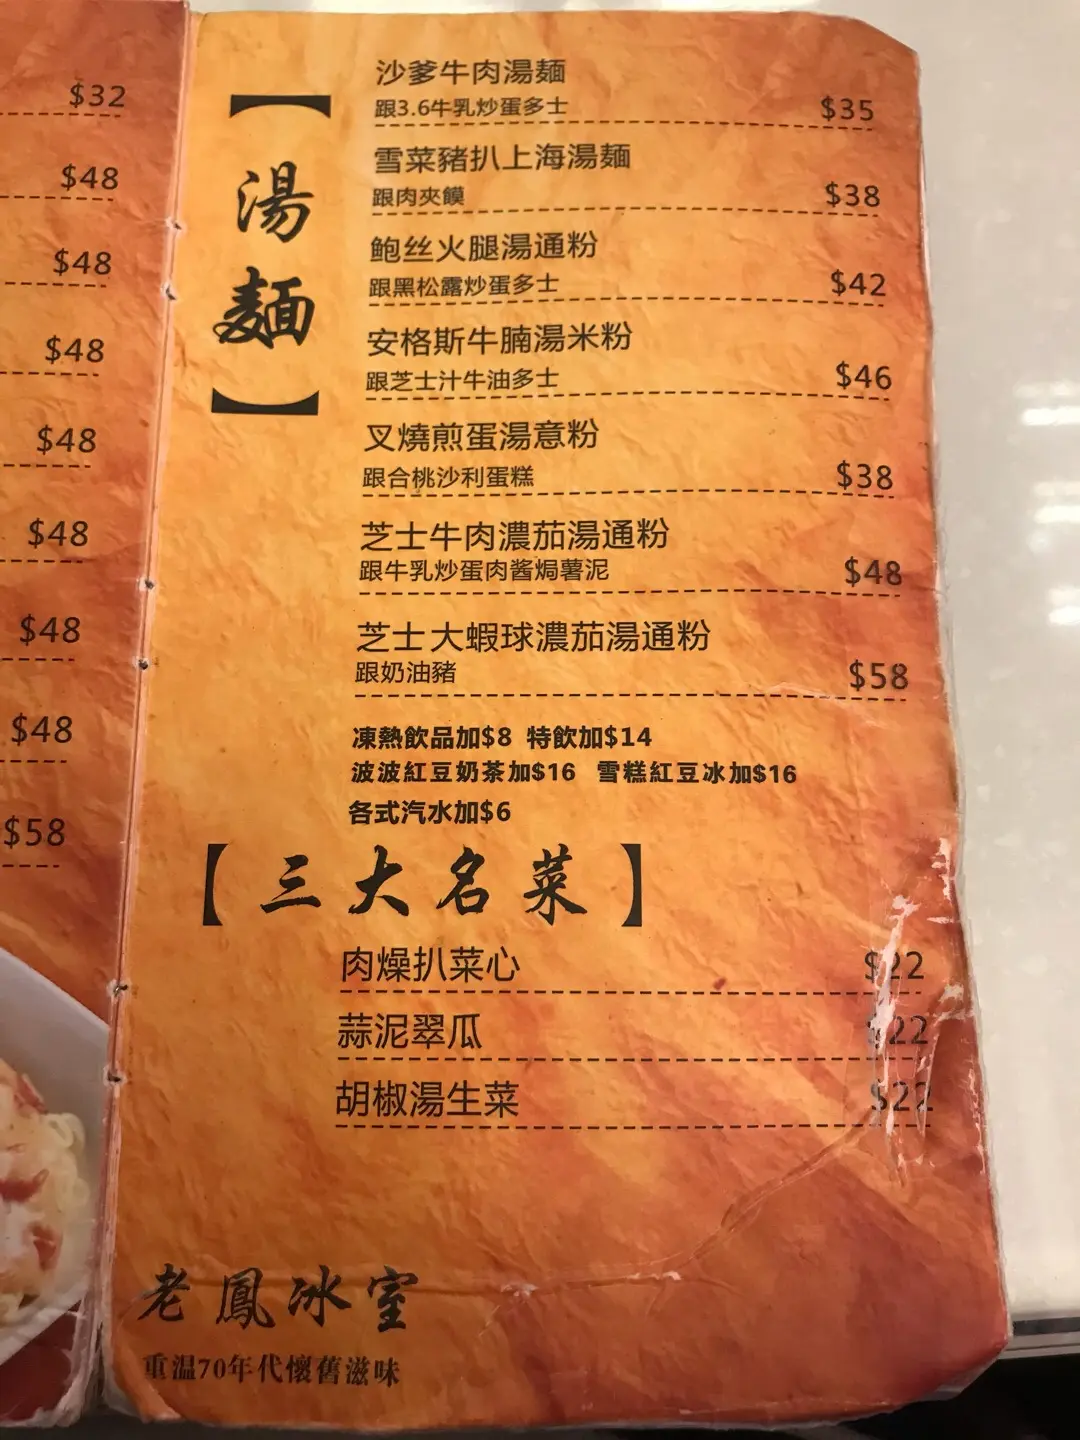 $32
$48
$48
$48
$48
$48
$48
$48
$58
【湯麵】
沙爹牛肉湯麵
跟3.6牛乳炒蛋多士 $35
雪菜豬扒上海湯麵
跟肉夾饃 $38
鮑丝火腿湯通粉
跟黑松露炒蛋多士 $42
安格斯牛腩湯米粉
跟芝士汁牛油多士 $46
叉燒煎蛋湯意粉
跟合桃沙利蛋糕 $38
芝士牛肉濃茄湯通粉
跟牛乳炒蛋肉酱焗薯泥 $48
芝士大蝦球濃茄湯通粉
跟奶油豬 $58
凍熱飲品加$8 特飲加$14
波波紅豆奶茶加$16 雪糕紅豆冰加$16
各式汽水加$6
【三大名菜】
肉燥扒菜心 $22
蒜泥翠瓜 $22
胡椒湯生菜 $22
老鳳冰室
重温70年代懷舊滋味